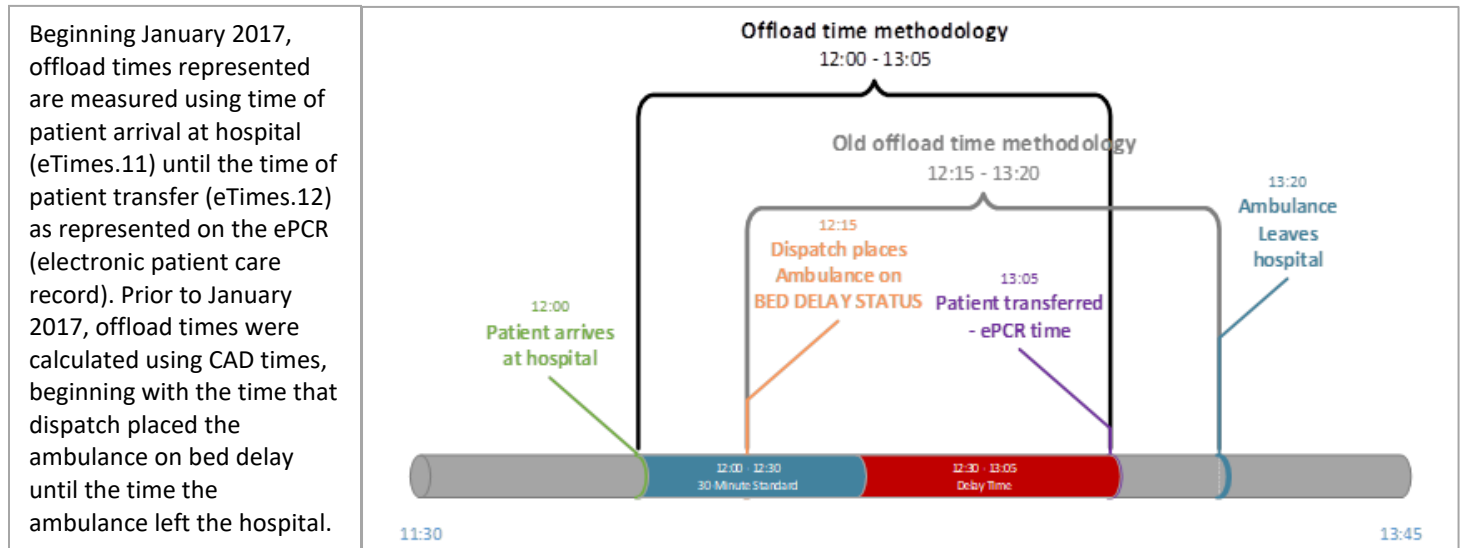 Beginning January 2017,
offload times represented
are measured using time of
patient arrival at hospital
(eTimes.11) until the time of
patient transfer (eTimes.12)
as represented on the ePCR
(electronic patient care
record). Prior to January
2017, offload times were
calculated using CAD times,
beginning with the time that
dispatch placed the
ambulance on bed delay
until the time the
ambulance left the hospital.
Offload time methodology
12:00 - 13:05
Old offload time methodology
12:15 - 13:20
12:00
Patient arrives
at hospital
12:15
Dispatch places
Ambulance on
BED DELAY STATUS
13:05
Patient transferred
- ePCR time
13:20
Ambulance
Leaves
hospital
12:00 - 12:30
30-Minute Standard
12:30 - 13:05
Delay Time
11:30
13:45